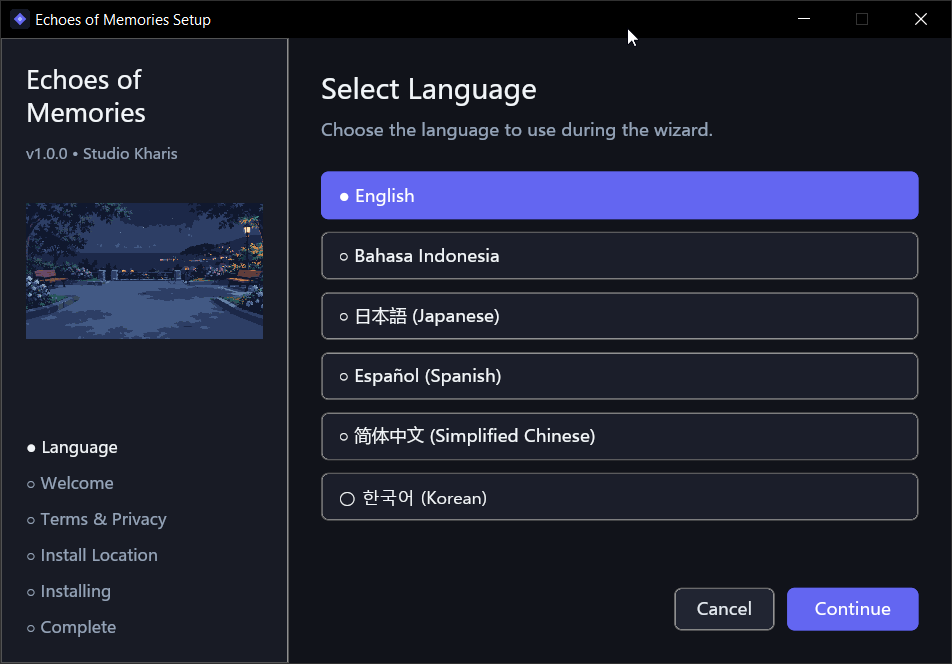 Echoes of Memories Setup
Echoes of
Memories
v1.0.0 • Studio Kharis
● Language
○ Welcome
○ Terms & Privacy
○ Install Location
○ Installing
○ Complete
Select Language
Choose the language to use during the wizard.
● English
○ Bahasa Indonesia
○ 日本語 (Japanese)
○ Español (Spanish)
○ 简体中文 (Simplified Chinese)
○ 한국어 (Korean)
Cancel
Continue